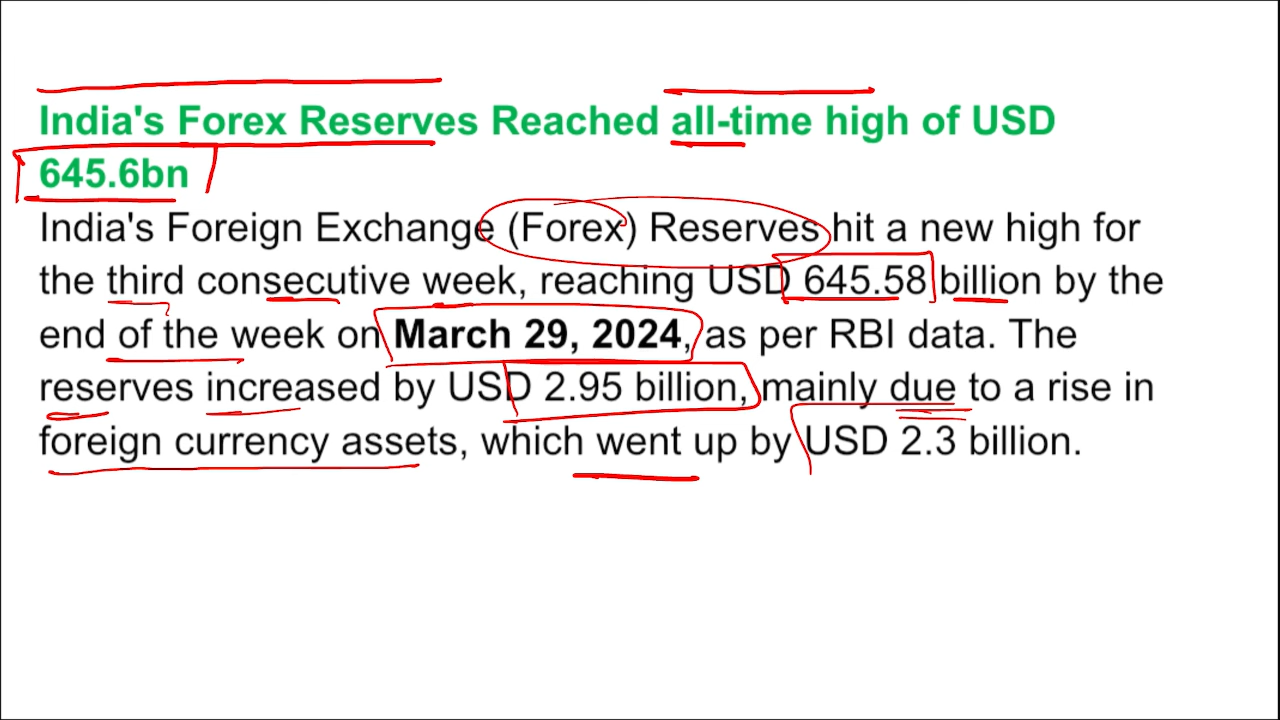 India's Forex Reserves Reached all-time high of USD
645.6bn
India's Foreign Exchange (Forex) Reserves hit a new high for
the third consecutive week, reaching USD 645.58 billion by the
end of the week on March 29, 2024, as per RBI data. The
reserves increased by USD 2.95 billion, mainly due to a rise in
foreign currency assets, which went up by USD 2.3 billion.